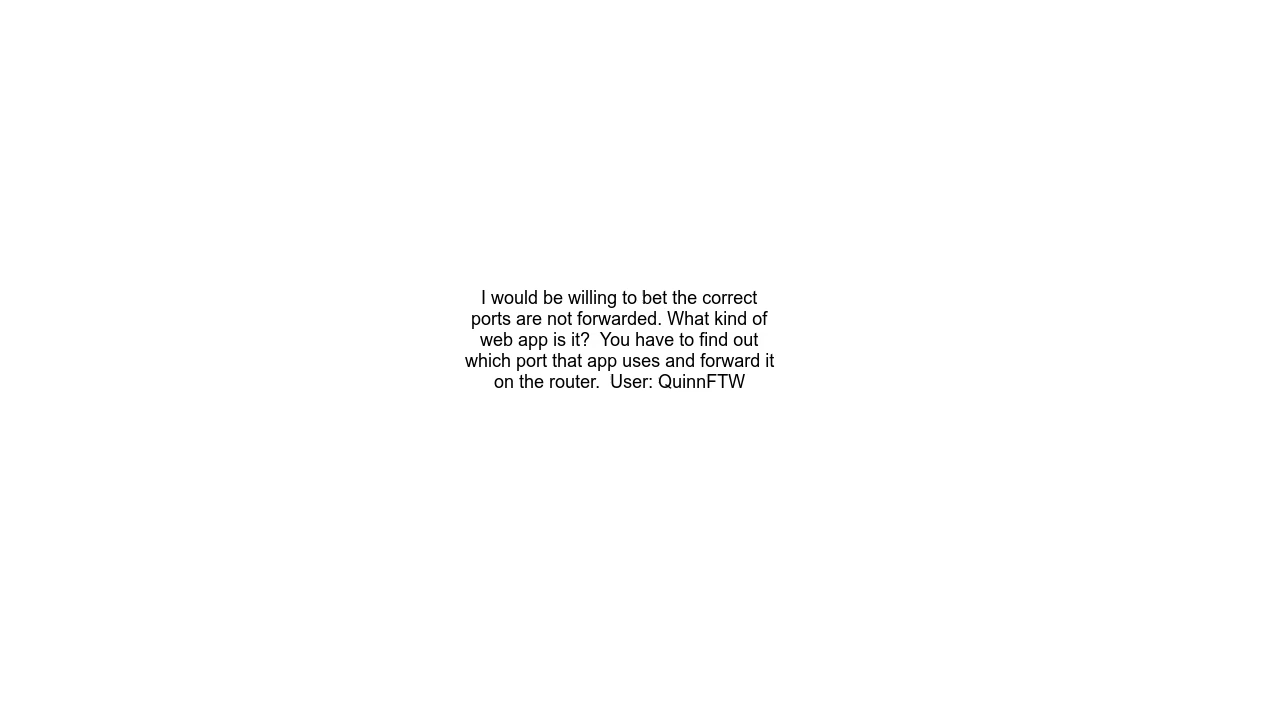 I would be willing to bet the correct
ports are not forwarded. What kind of
web app is it?  You have to find out
which port that app uses and forward it
on the router.  User: QuinnFTW